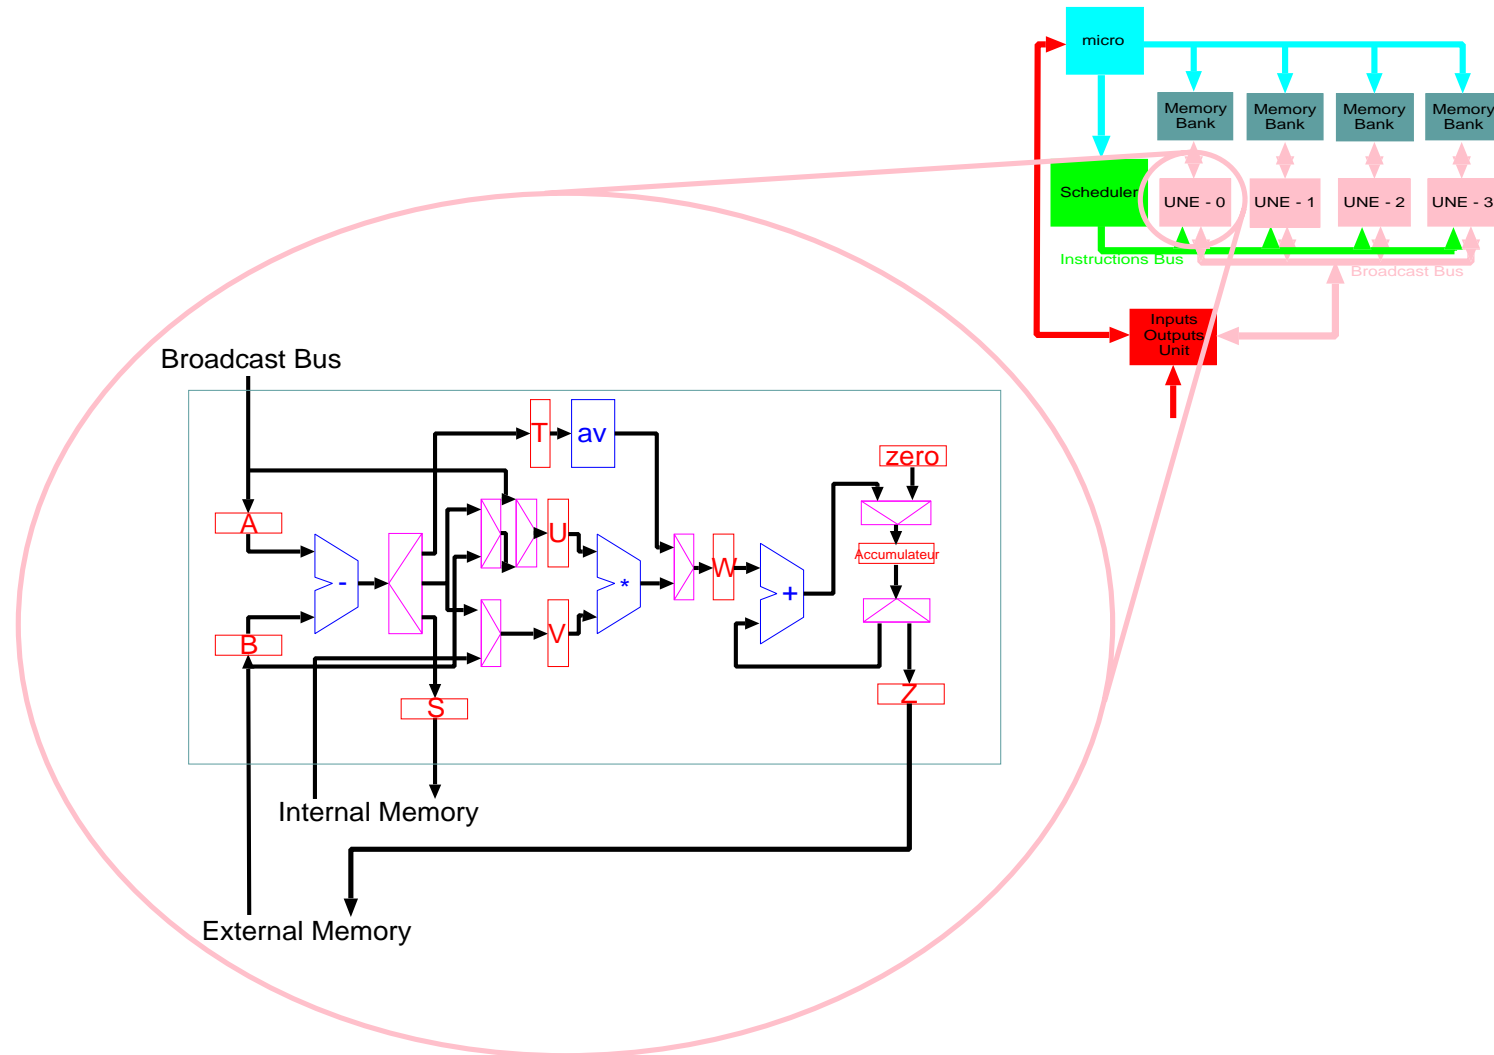 micro
Memory
Bank
Memory
Bank
Memory
Bank
Memory
Bank
Scheduler
UNE - 0
UNE - 1
UNE - 2
UNE - 3
Instructions Bus
Broadcast Bus
Inputs
Outputs
Unit
Broadcast Bus
T
av
zero
A
U
Accumulateur
-
*
W
+
B
V
S
Z
Internal Memory
External Memory